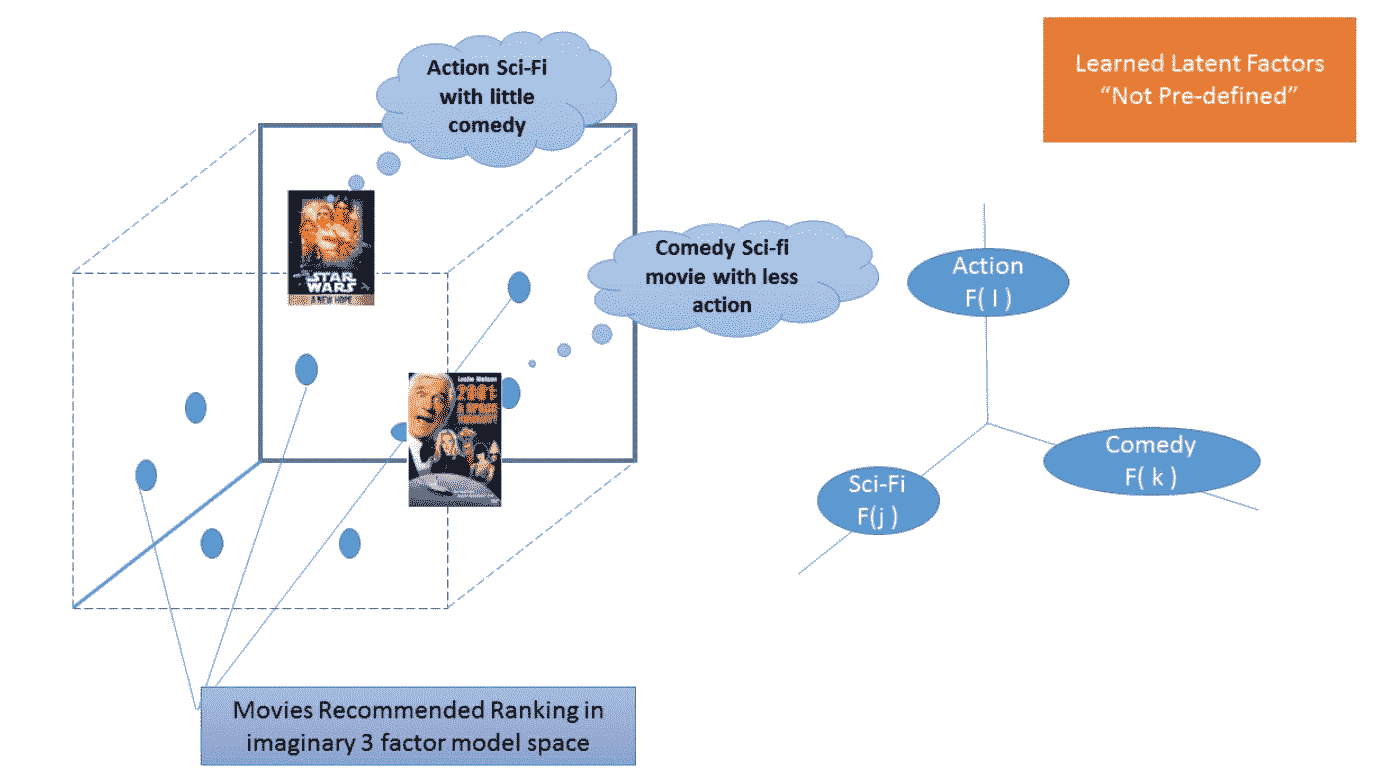 Action Sci-Fi
with little
comedy
Learned Latent Factors
“Not Pre-defined”
STAR
WARS
A NEW HOPE
Comedy Sci-fi
movie with less
action
Action
F( I )
Leslie Nielsen
2001
A SPACE
Comedy
F( k )
Sci-Fi
F(j )
Movies Recommended Ranking in
imaginary 3 factor model space